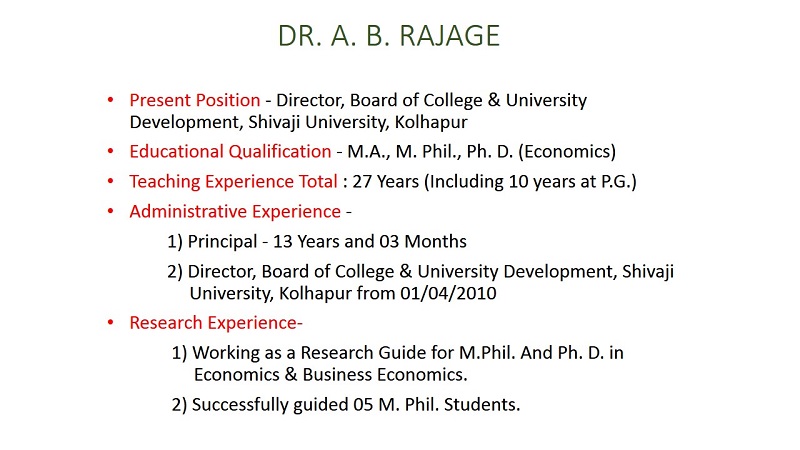 DR. A. B. RAJAGE
• Present Position - Director, Board of College & University
Development, Shivaji University, Kolhapur
• Educational Qualification - M.A., M. Phil., Ph. D. (Economics)
• Teaching Experience Total : 27 Years (Including 10 years at P.G.)
• Administrative Experience -
1) Principal - 13 Years and 03 Months
2) Director, Board of College & University Development, Shivaji
University, Kolhapur from 01/04/2010
• Research Experience-
1) Working as a Research Guide for M.Phil. And Ph. D. in
Economics & Business Economics.
2) Successfully guided 05 M. Phil. Students.